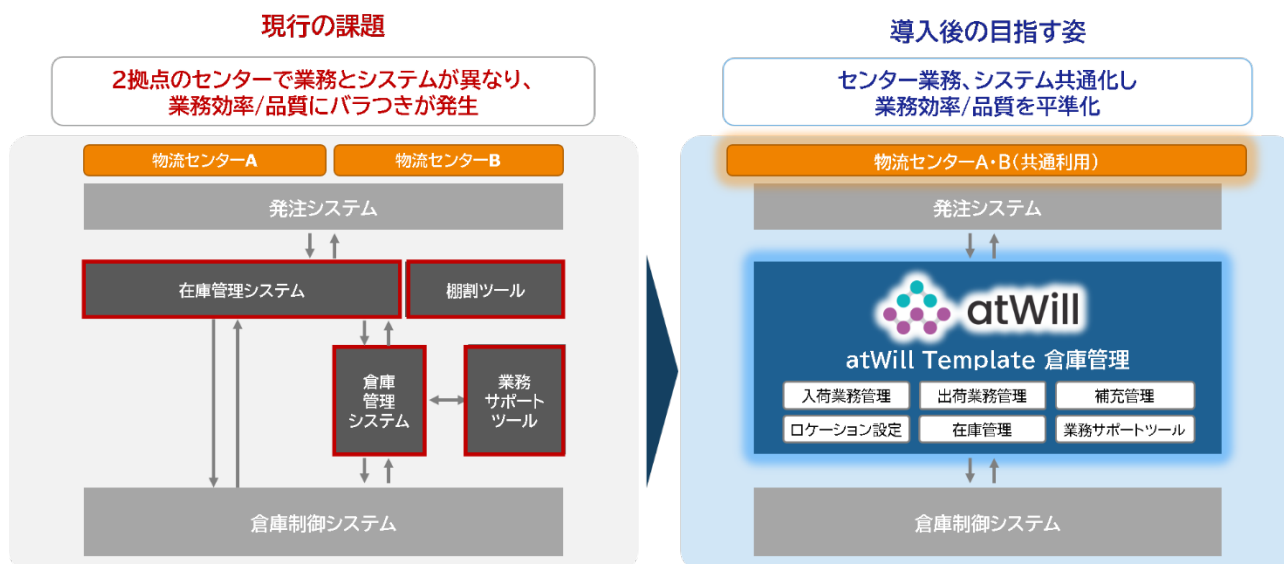 現行の課題
2拠点のセンターで業務とシステムが異なり、
業務効率/品質にバラつきが発生
物流センターA
物流センターB
発注システム
在庫管理システム
棚割ツール
倉庫
管理
システム
業務
サポート
ツール
倉庫制御システム
導入後の目指す姿
センター業務、システム共通化し
業務効率/品質を平準化
物流センターA・B(共通利用)
発注システム
atWill
atWill Template 倉庫管理
入荷業務管理
出荷業務管理
補充管理
ロケーション設定
在庫管理
業務サポートツール
倉庫制御システム